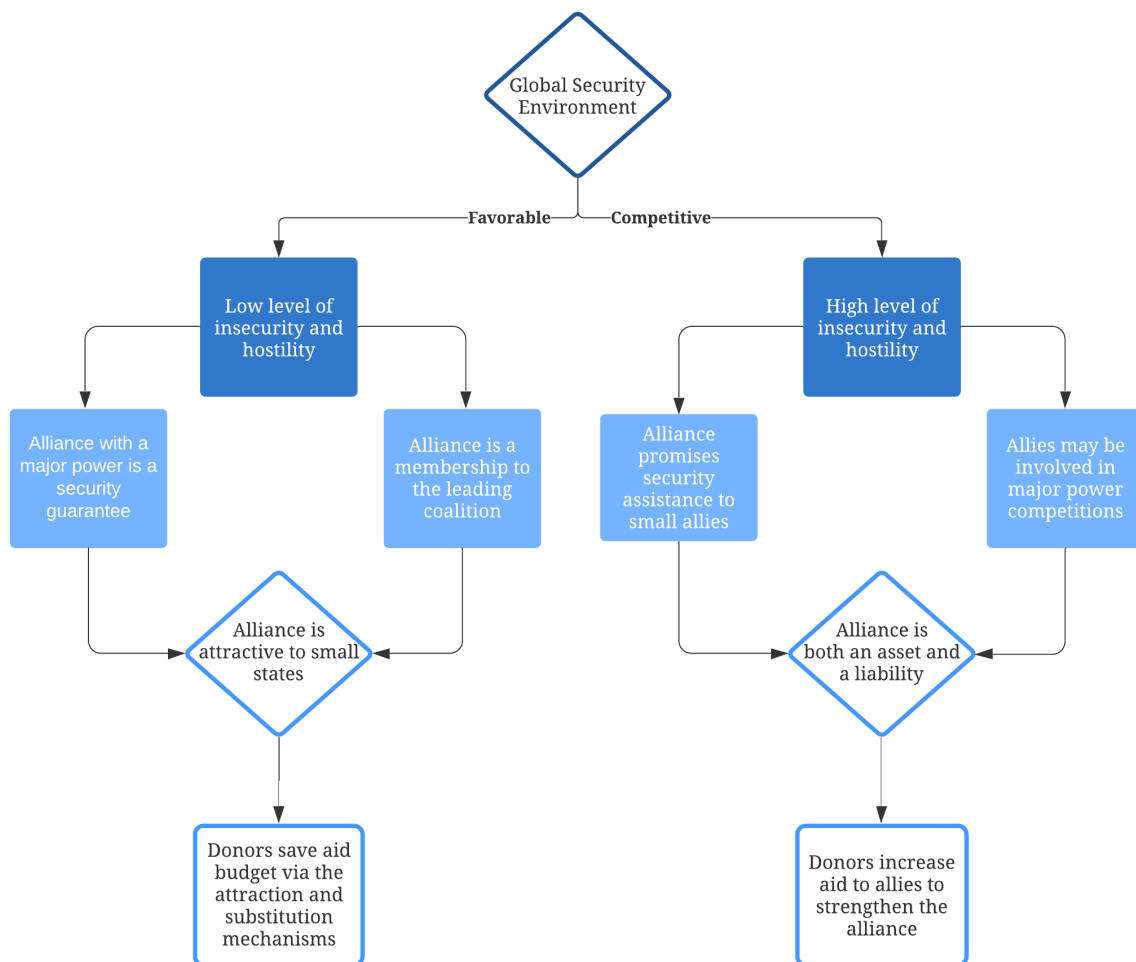 Global Security
Environment
Favorable
Competitive
Low level of
insecurity and
hostility
High level of
insecurity and
hostility
Alliance with a
major power is a
security
guarantee
Alliance is a
membership to
the leading
coalition
Alliance
promises
security
assistance to
small allies
Allies may be
involved in
major power
competitions
Alliance is
attractive to small
states
Alliance is
both an asset and
a liability
Donors save aid
budget via the
attraction and
substitution
mechanisms
Donors increase
aid to allies to
strengthen the
alliance